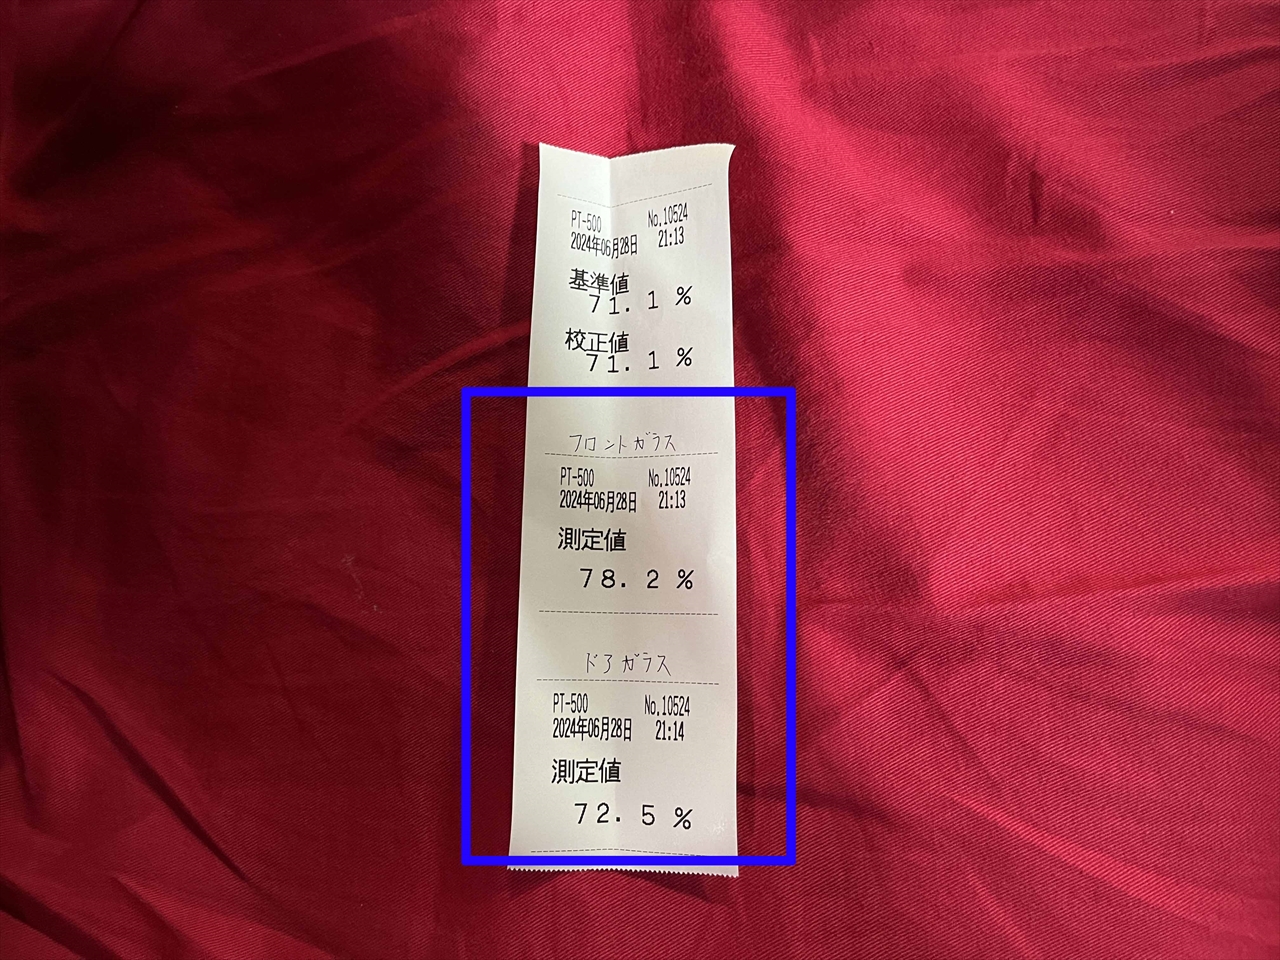 PT-500 No.10524
2024年06月28日 21:13
基準値
71.1 %
校正値
71.1 %
フロントガラス
PT-500 No.10524
2024年06月28日 21:13
測定値
78.2 %
ドアガラス
PT-500 No.10524
2024年06月28日 21:14
測定値
72.5 %